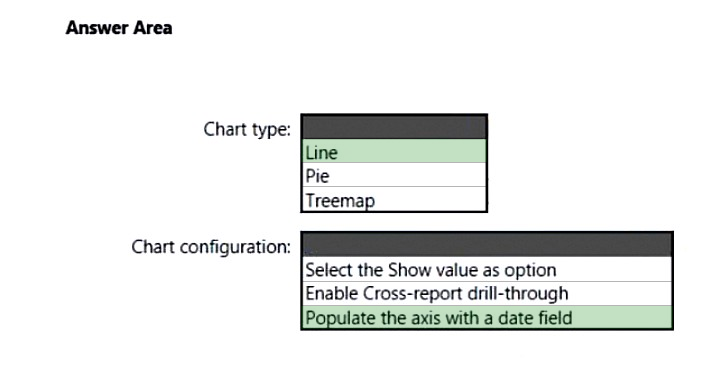 Answer Area
Chart type:
Line
Pie
Treemap
Chart configuration:
Select the Show value as option
Enable Cross-report drill-through
Populate the axis with a date field